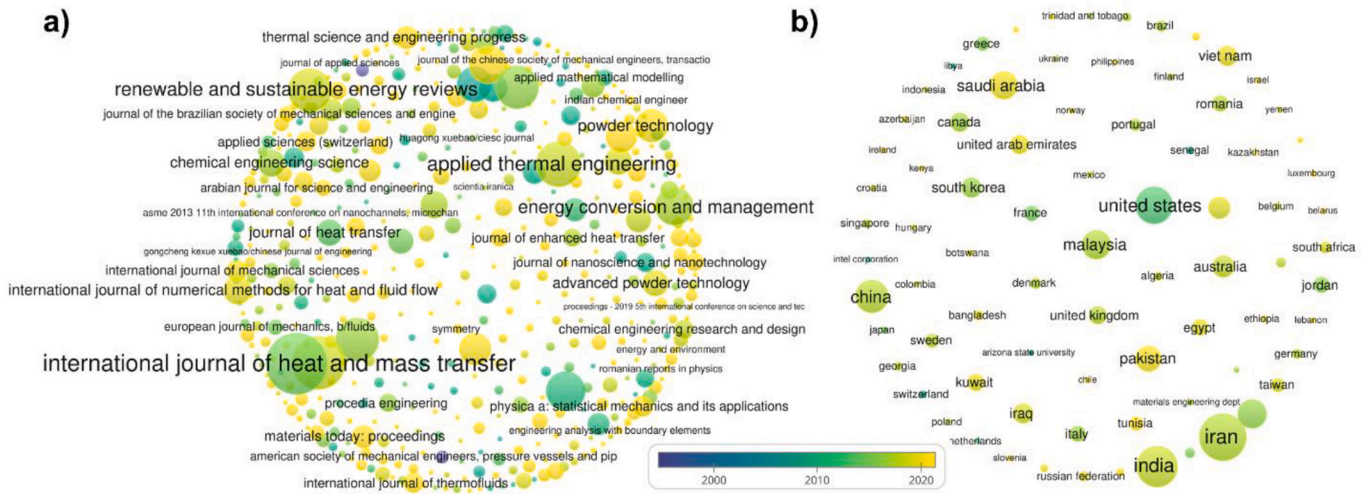 a)
thermal science and engineering progress
journal of applied sciences
journal of the chinese society of mechanical engineers, transactio
renewable and sustainable energy reviews
applied mathematical modelling
indian chemical engineer
journal of the brazilian society of mechanical sciences and engine
powder technology
applied sciences (switzerland)
huagong xuebao/ciesc journal
chemical engineering science
applied thermal engineering
arabian journal for science and engineering
scientia iranica
asme 2013 11th international conference on nanochannels, microchan
energy conversion and management
journal of heat transfer
journal of enhanced heat transfer
gongcheng kexue xuebao/chinese journal of engineering
journal of nanoscience and nanotechnology
international journal of mechanical sciences
advanced powder technology
international journal of numerical methods for heat and fluid flow
proceedings - 2019 5th international conference on science and tec
european journal of mechanics, b/fluids
symmetry
chemical engineering research and design
energy and environment
international journal of heat and mass transfer
romanian reports in physics
procedia engineering
physica a: statistical mechanics and its applications
engineering analysis with boundary elements
materials today: proceedings
american society of mechanical engineers, pressure vessels and pip
international journal of thermofluids
2000
2010
2020
b)
trinidad and tobago
brazil
greece
viet nam
libya
ukraine
philippines
finland
israel
indonesia
saudi arabia
norway
romania
yemen
azerbaijan
canada
portugal
ireland
united arab emirates
senegal
kazakhstan
kenya
mexico
luxembourg
croatia
south korea
singapore
france
united states
belgium
belarus
hungary
malaysia
south africa
intel corporation
botswana
australia
colombia
denmark
algeria
jordan
china
bangladesh
united kingdom
ethiopia
lebanon
japan
egypt
sweden
arizona state university
georgia
pakistan
germany
switzerland
kuwait
chile
taiwan
materials engineering dept
poland
iraq
italy
tunisia
netherlands
iran
slovenia
india
russian federation